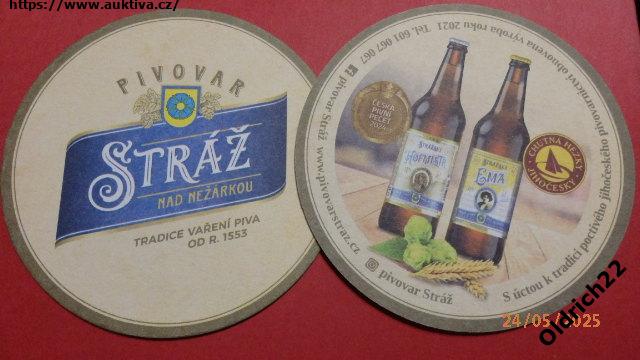 https://www.auktiva.cz/
PIVOVAR
STRÁŽ
NAD NEŽÁRKOU
TRADICE VAŘENÍ PIVA
OD R. 1553
pivovar Stráž www.pivovarstraz.cz
S úctou k tradici poctivého jihočeského pivovarnictví obnovena výroba roku 2021 Tel. 601 067 067
ČESKÁ
PIVNÍ
PEČEŤ
2024
HOFMISTR
STRÁŽSKÁ
EMA
CHUTNÁ HEZKY
JIHOČESKY
pivovar Stráž
24/05/2025
Oldrich22